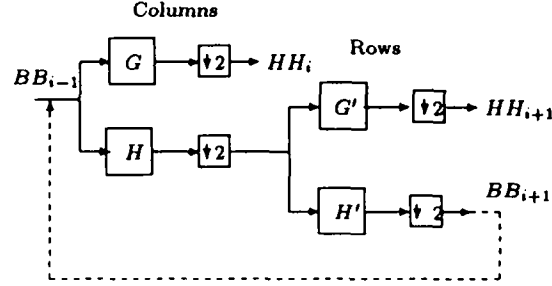 Columns
G ↓2 HH_i
Rows
BB_{i-1}
G' ↓2 HH_{i+1}
H ↓2
BB_{i+1}
H' ↓2